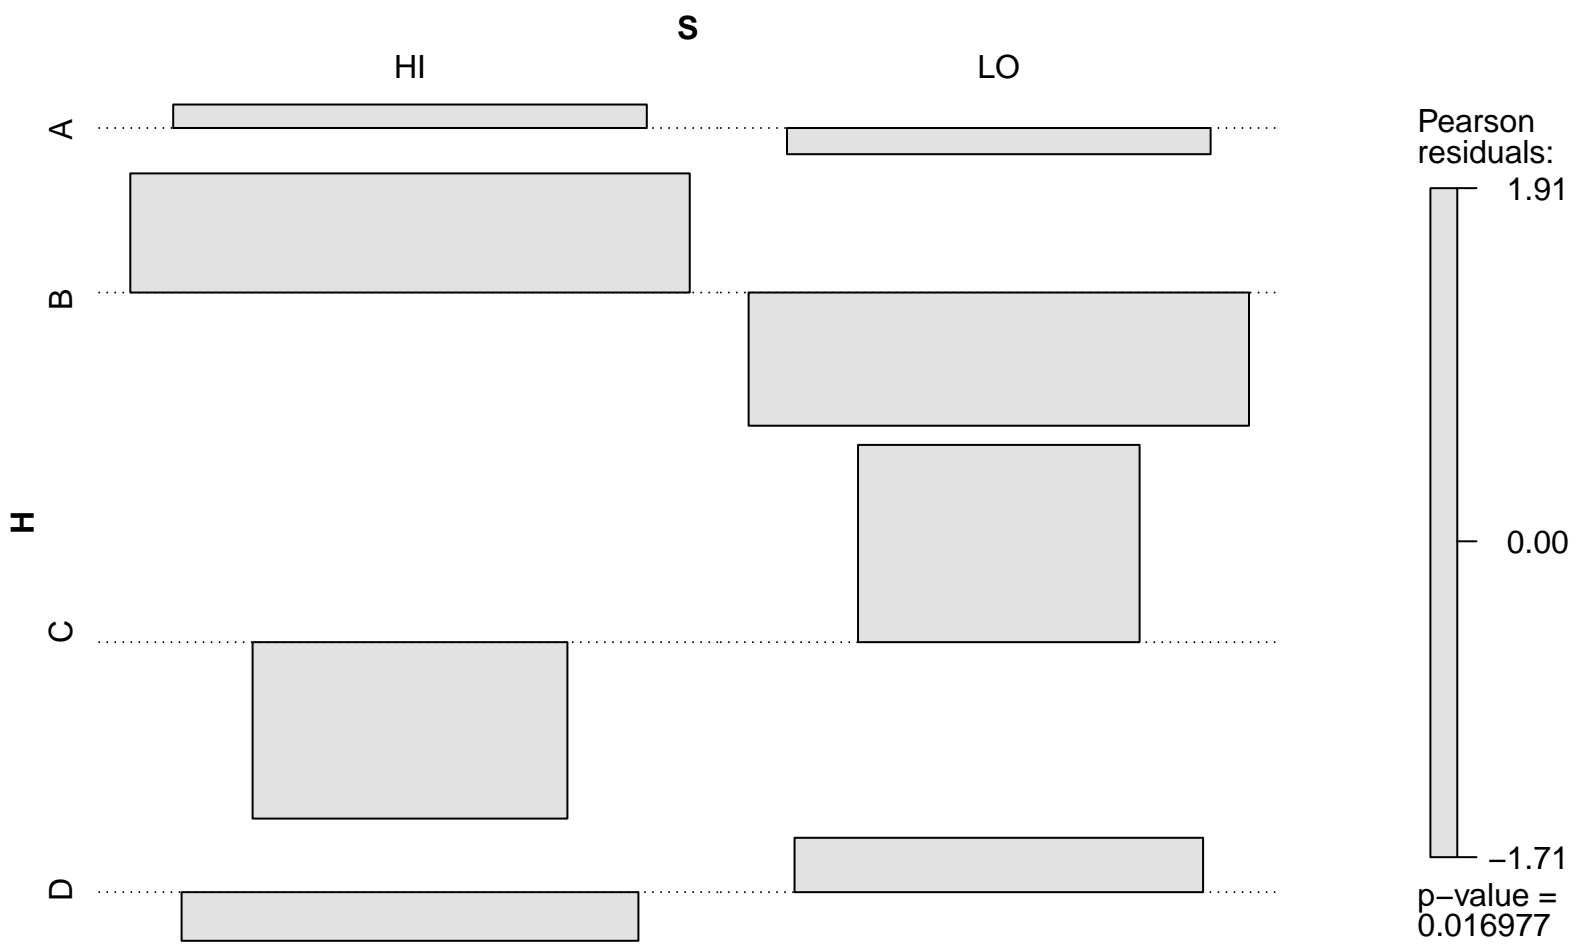 S
HI
LO
A
B
C
D
H
Pearson
residuals:
1.91
0.00
−1.71
p−value =
0.016977